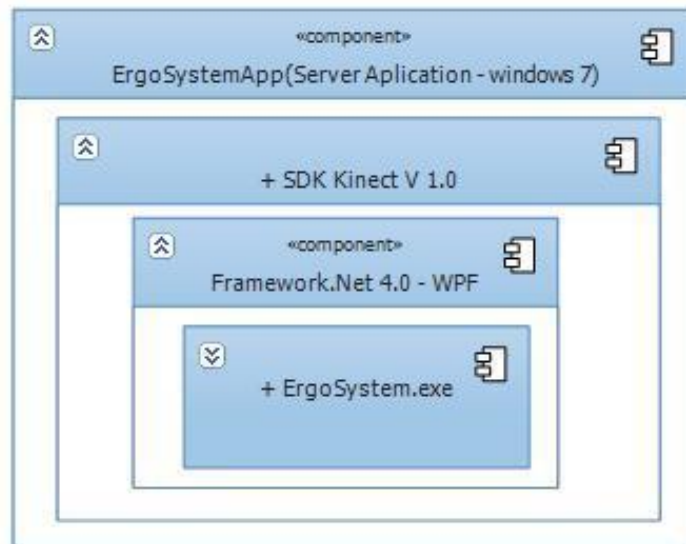 «component»
ErgoSystemApp(Server Aplication - windows 7)
+ SDK Kinect V 1.0
«component»
Framework.Net 4.0 - WPF
+ ErgoSystem.exe